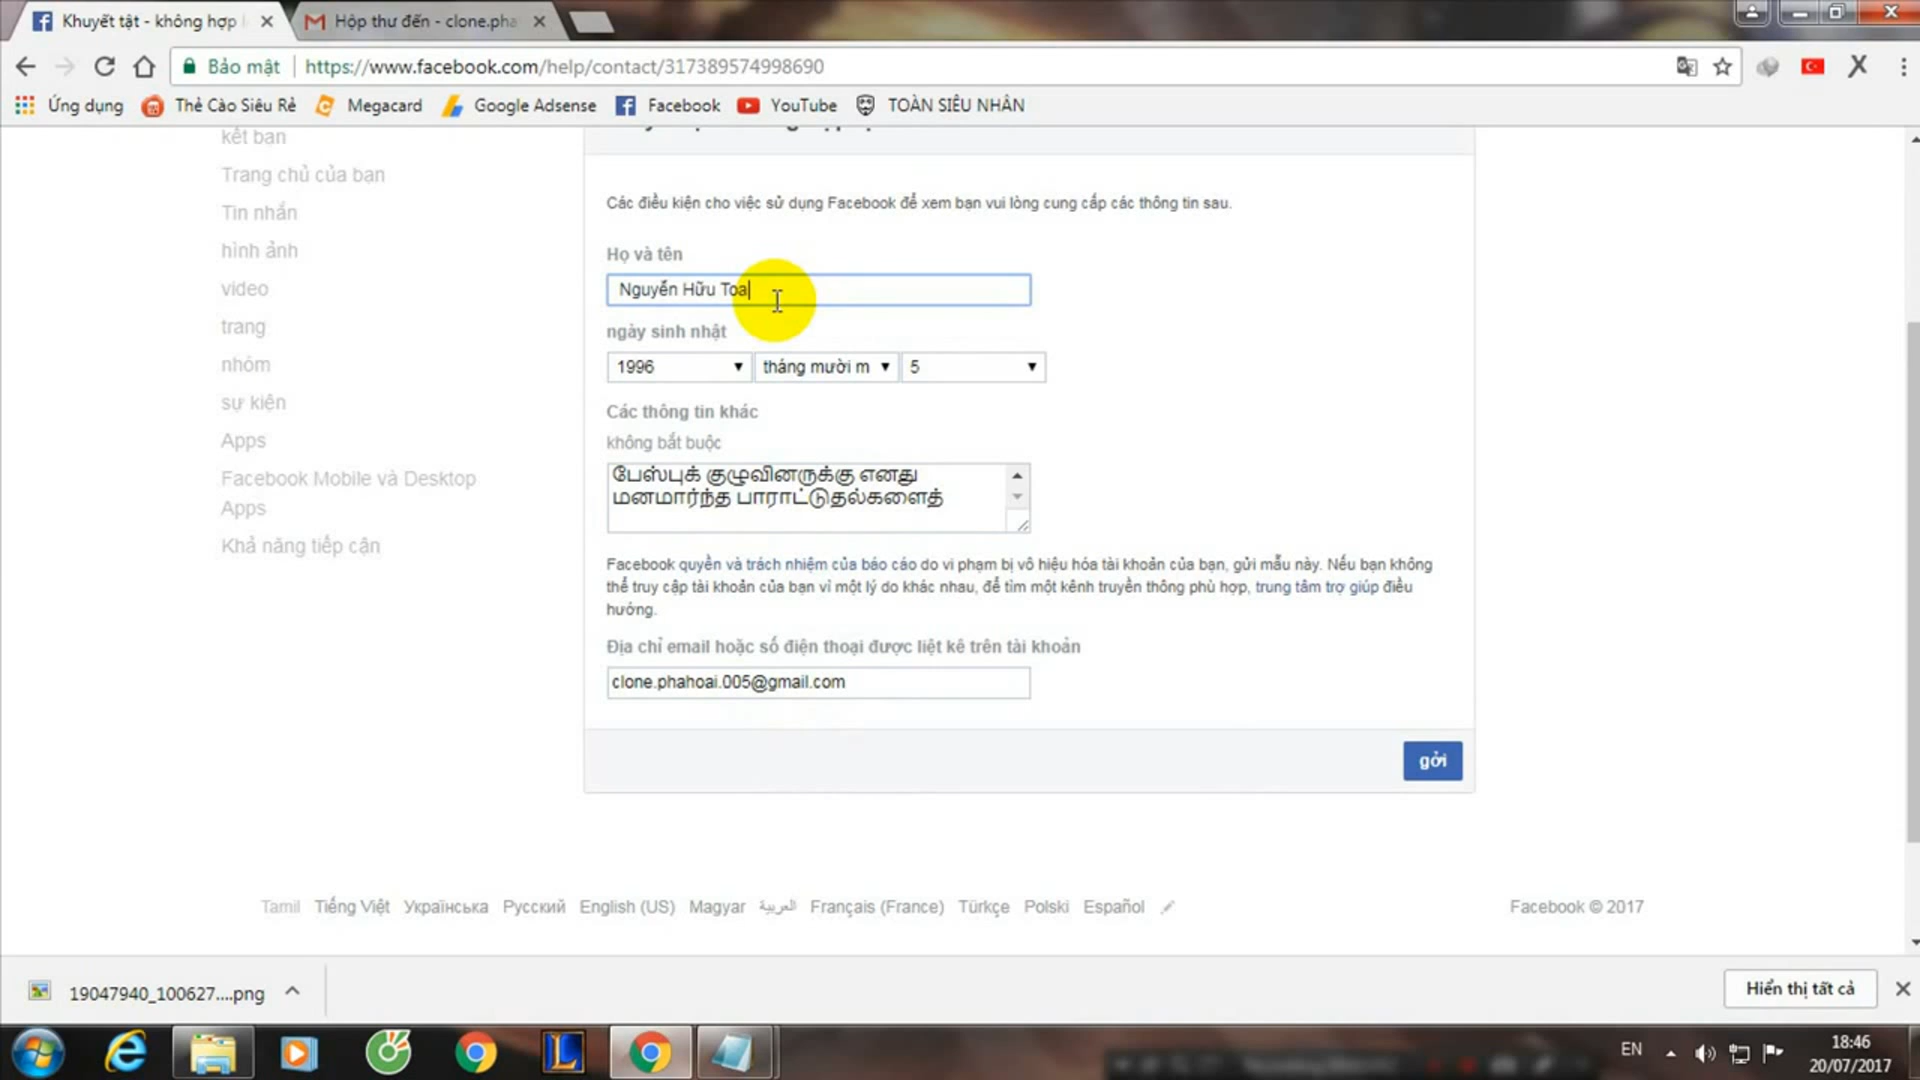 Khuyết tật - không hợp l
Hộp thư đến - clone.pha
Bảo mật
https://www.facebook.com/help/contact/317389574998690
Ứng dụng
Thẻ Cào Siêu Rẻ
Megacard
Google Adsense
Facebook
YouTube
TOÀN SIÊU NHÂN
kết bạn
Trang chủ của bạn
Tin nhắn
hình ảnh
video
trang
nhóm
sự kiện
Apps
Facebook Mobile và Desktop
Apps
Khả năng tiếp cận
Các điều kiện cho việc sử dụng Facebook để xem bạn vui lòng cung cấp các thông tin sau.
Họ và tên
Nguyễn Hữu Toa
ngày sinh nhật
1996
tháng mười m
5
Các thông tin khác
không bắt buộc
பேஸ்புக் குழுவினருக்கு எனது
மனமார்ந்த பாராட்டுதல்களைத்
Facebook quyền và trách nhiệm của báo cáo do vi phạm bị vô hiệu hóa tài khoản của bạn, gửi mẫu này. Nếu bạn không
thể truy cập tài khoản của bạn vì một lý do khác nhau, để tìm một kênh truyền thông phù hợp, trung tâm trợ giúp điều
hướng.
Địa chỉ email hoặc số điện thoại được liệt kê trên tài khoản
clone.phahoai.005@gmail.com
gởi
Tamil Tiếng Việt Українська Русский English (US) Magyar العربية Français (France) Türkçe Polski Español
Facebook © 2017
19047940_100627....png
Hiển thị tất cả
EN
18:46
20/07/2017